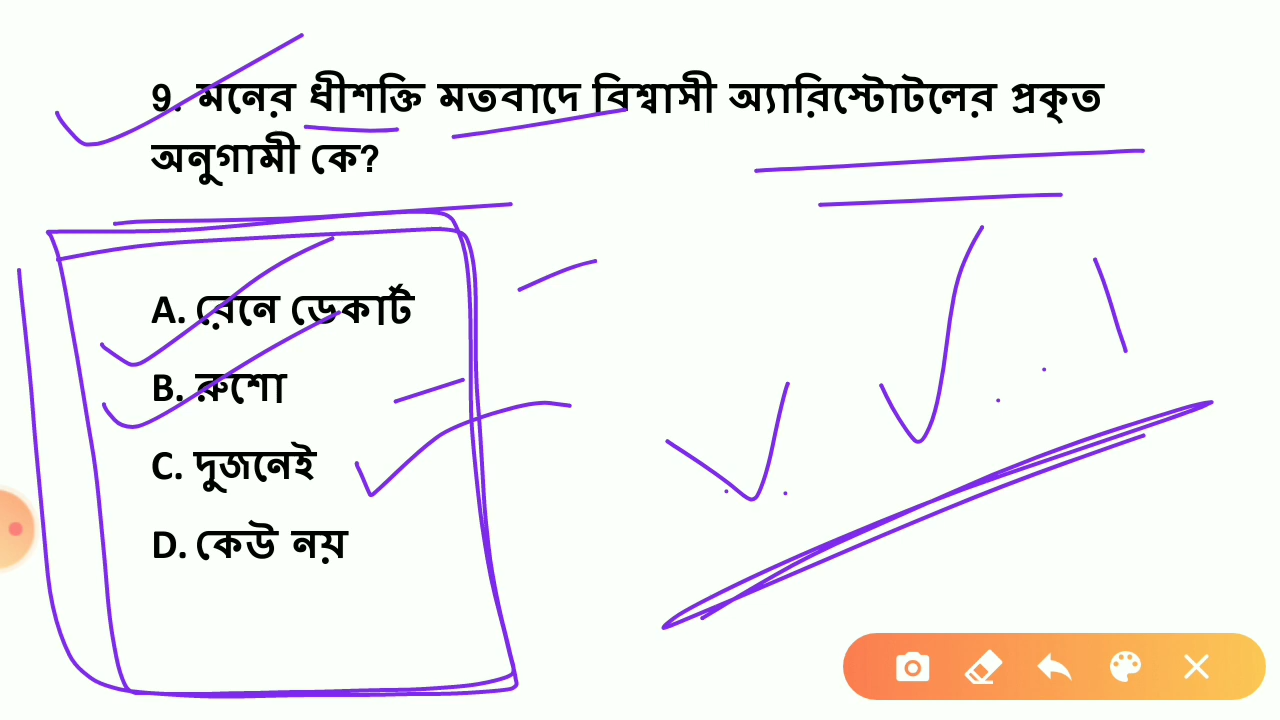 9. মনের ধীশক্তি মতবাদে বিশ্বাসী অ্যারিস্টোটলের প্রকৃত
অনুগামী কে?
A. রেনে ডেকার্ট
B. রুশো
C. দুজনেই
D. কেউ নয়